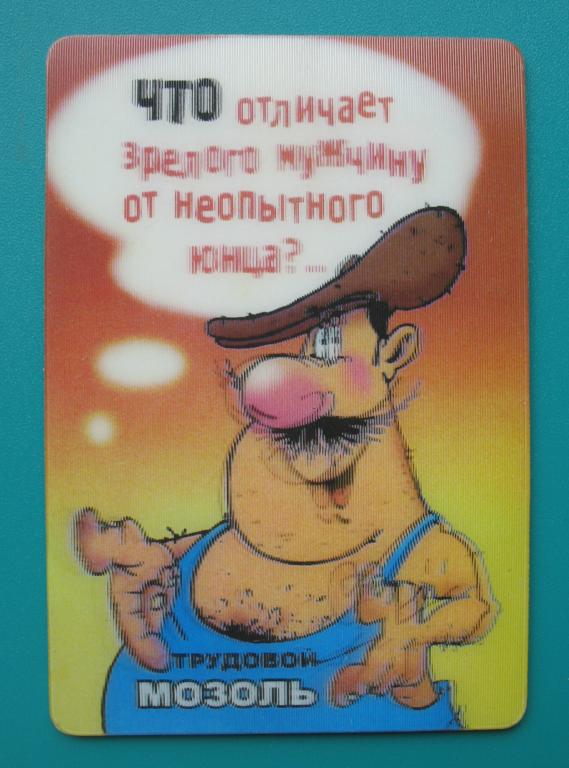 ЧТО отличает
зрелого мужчину
от неопытного
юнца?...
ТРУДОВОЙ
МОЗОЛЬ